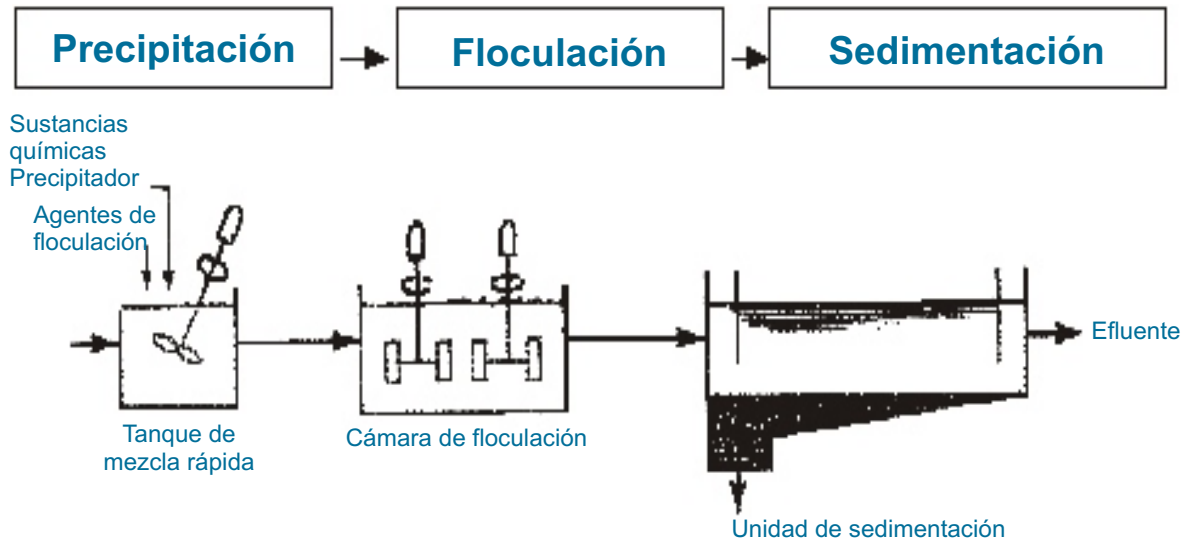 Precipitación
Floculación
Sedimentación
Sustancias
químicas
Precipitador
Agentes de
floculación
Efluente
Tanque de
mezcla rápida
Cámara de floculación
Unidad de sedimentación